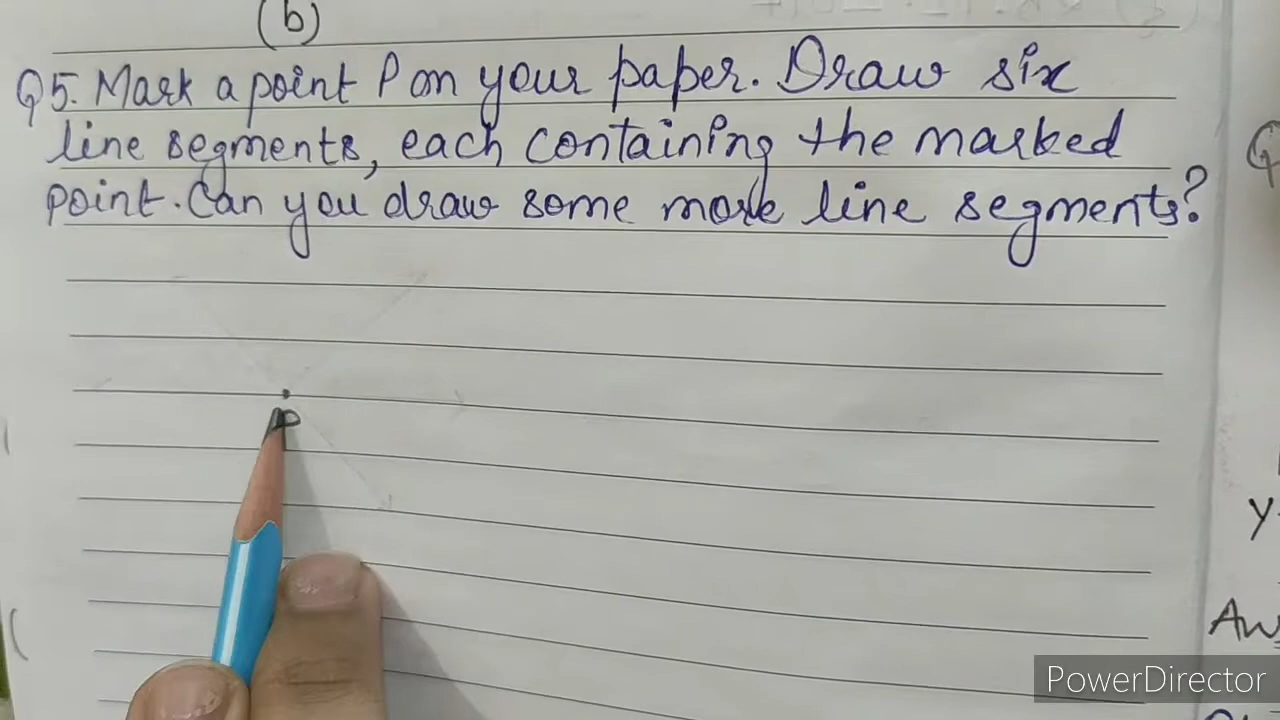 (b)
Q5. Mark a point P on your paper. Draw six
line segments, each containing the marked
point. Can you draw some more line segments?
P
y
Ans
PowerDirector